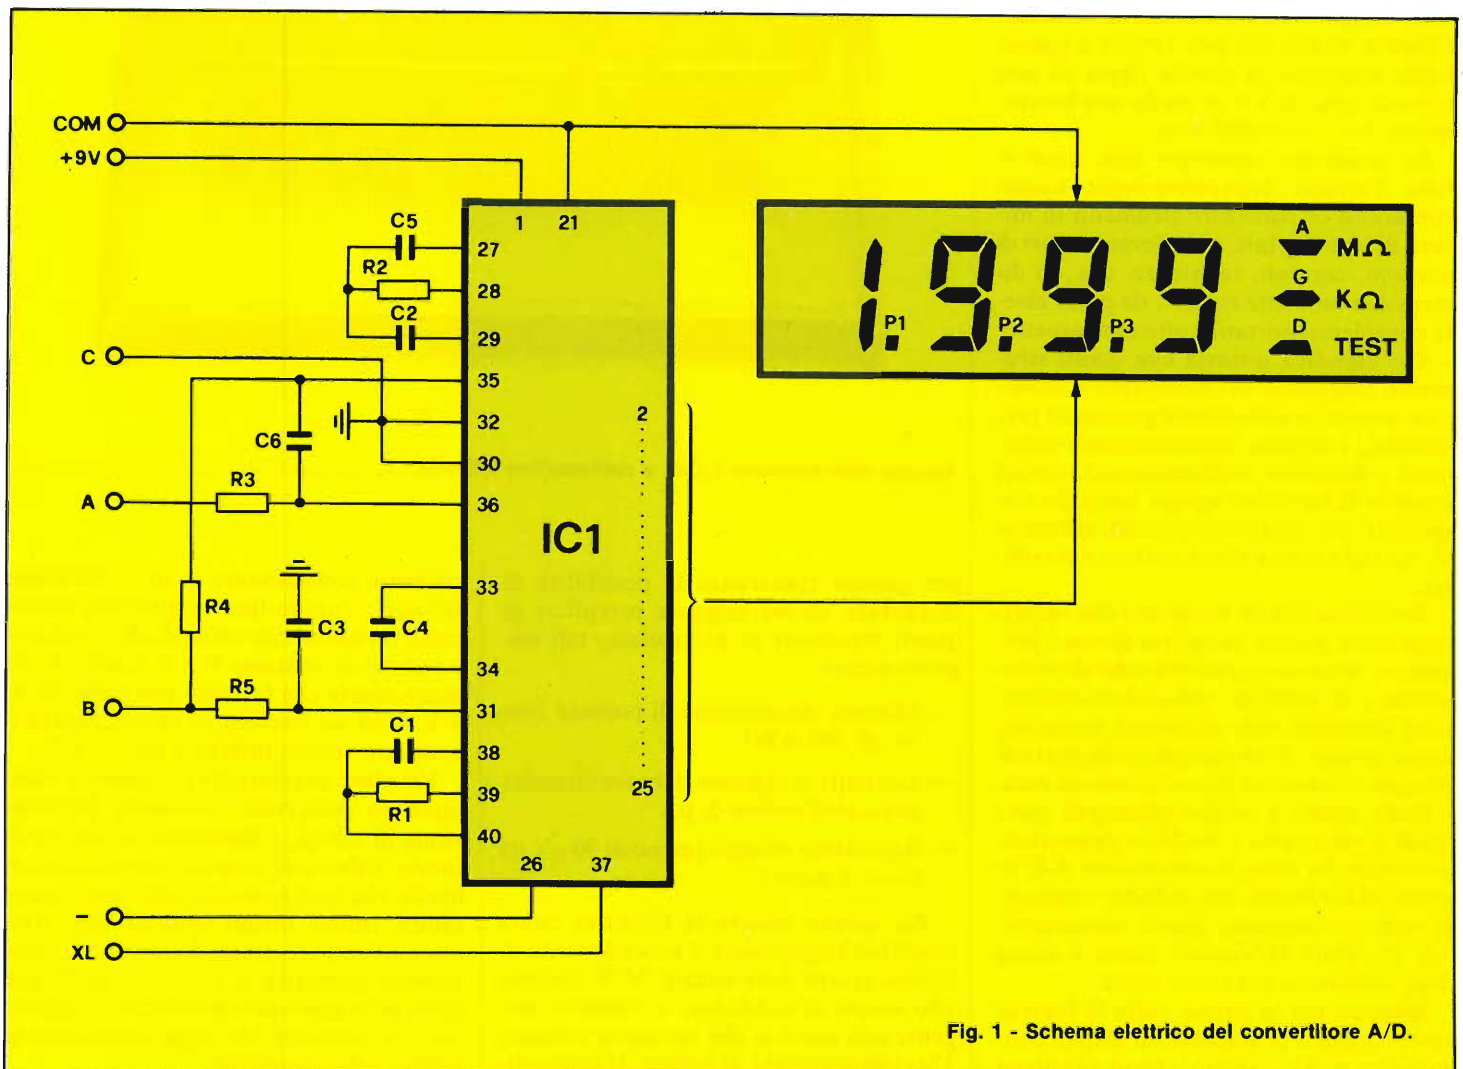 COM
+9V
1 21
C5
27
R2
28
C2
29
C
35
32
C6
30
R3
A
36
IC1
2
25
33
R4
C3
C4
34
R5
B
31
C1
38
39
R1
40
26 37
–
XL
1.9.9.9
P1 P2 P3
A MΩ
G KΩ
D TEST
Fig. 1 - Schema elettrico del convertitore A/D.